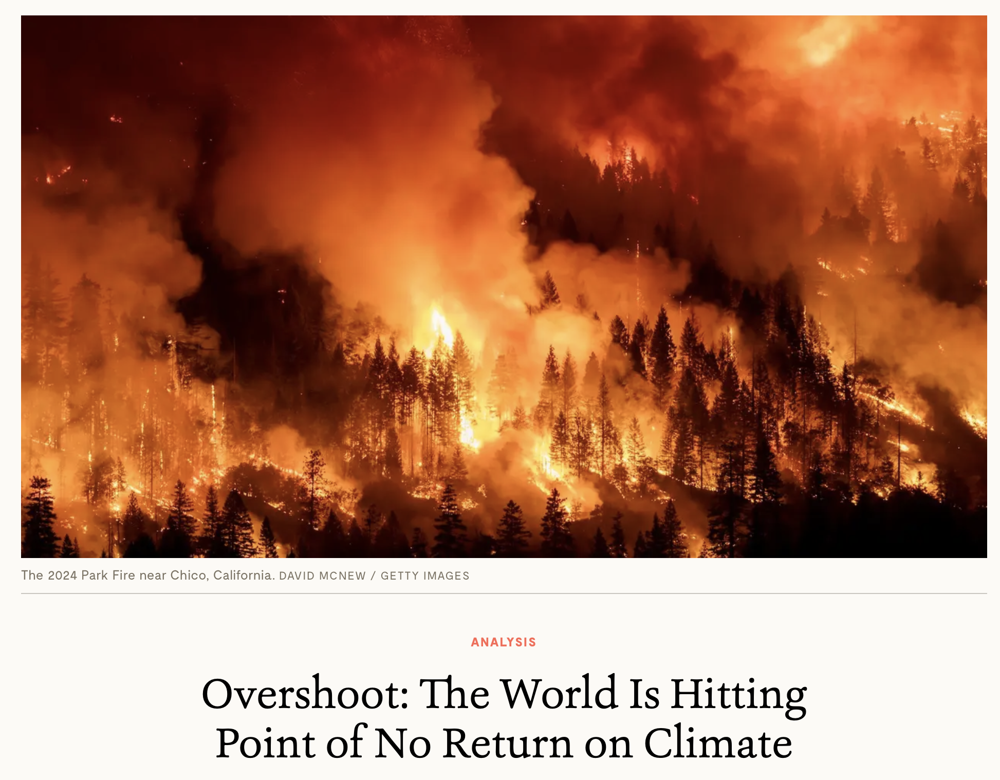 The 2024 Park Fire near Chico, California. DAVID MCNEW / GETTY IMAGES
ANALYSIS
Overshoot: The World Is Hitting
Point of No Return on Climate